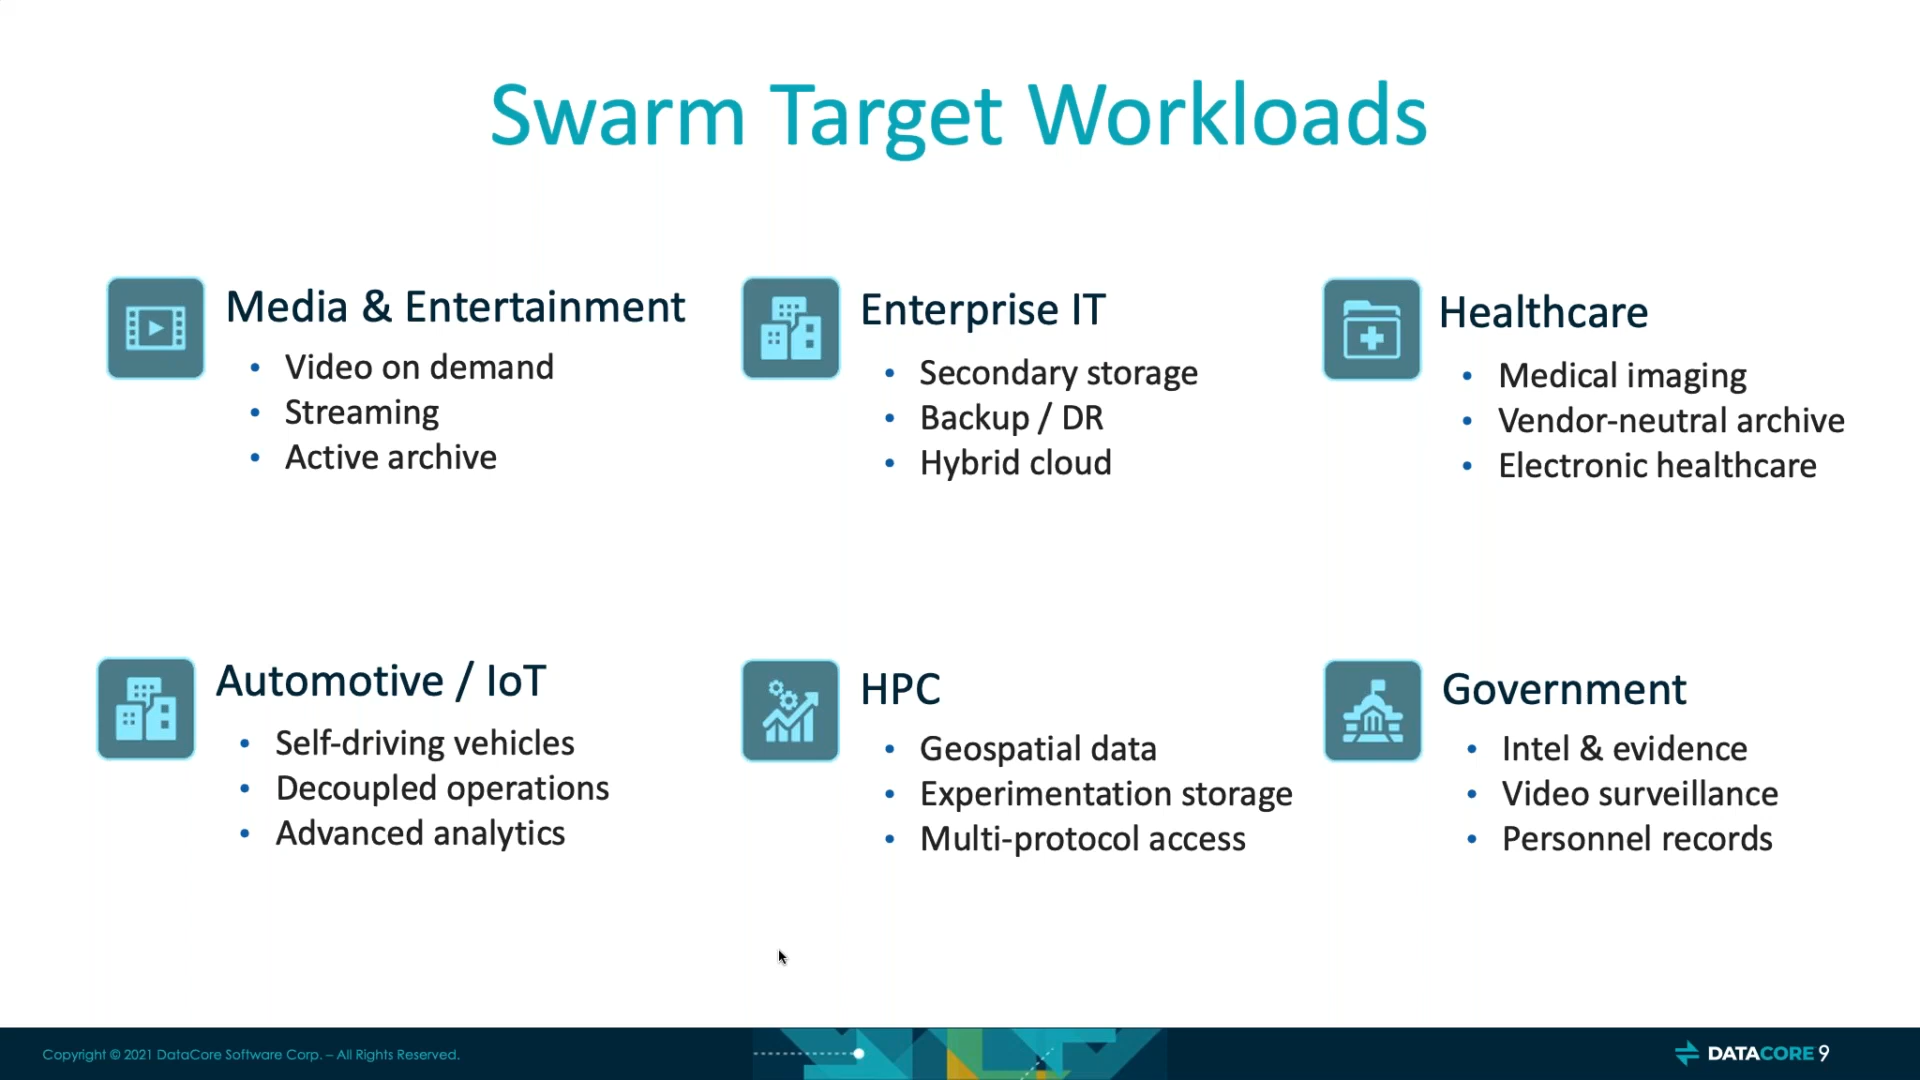 Swarm Target Workloads
Media & Entertainment
• Video on demand
• Streaming
• Active archive
Enterprise IT
• Secondary storage
• Backup / DR
• Hybrid cloud
Healthcare
• Medical imaging
• Vendor-neutral archive
• Electronic healthcare
Automotive / IoT
• Self-driving vehicles
• Decoupled operations
• Advanced analytics
HPC
• Geospatial data
• Experimentation storage
• Multi-protocol access
Government
• Intel & evidence
• Video surveillance
• Personnel records
Copyright © 2021 DataCore Software Corp. – All Rights Reserved.
DATACORE 9